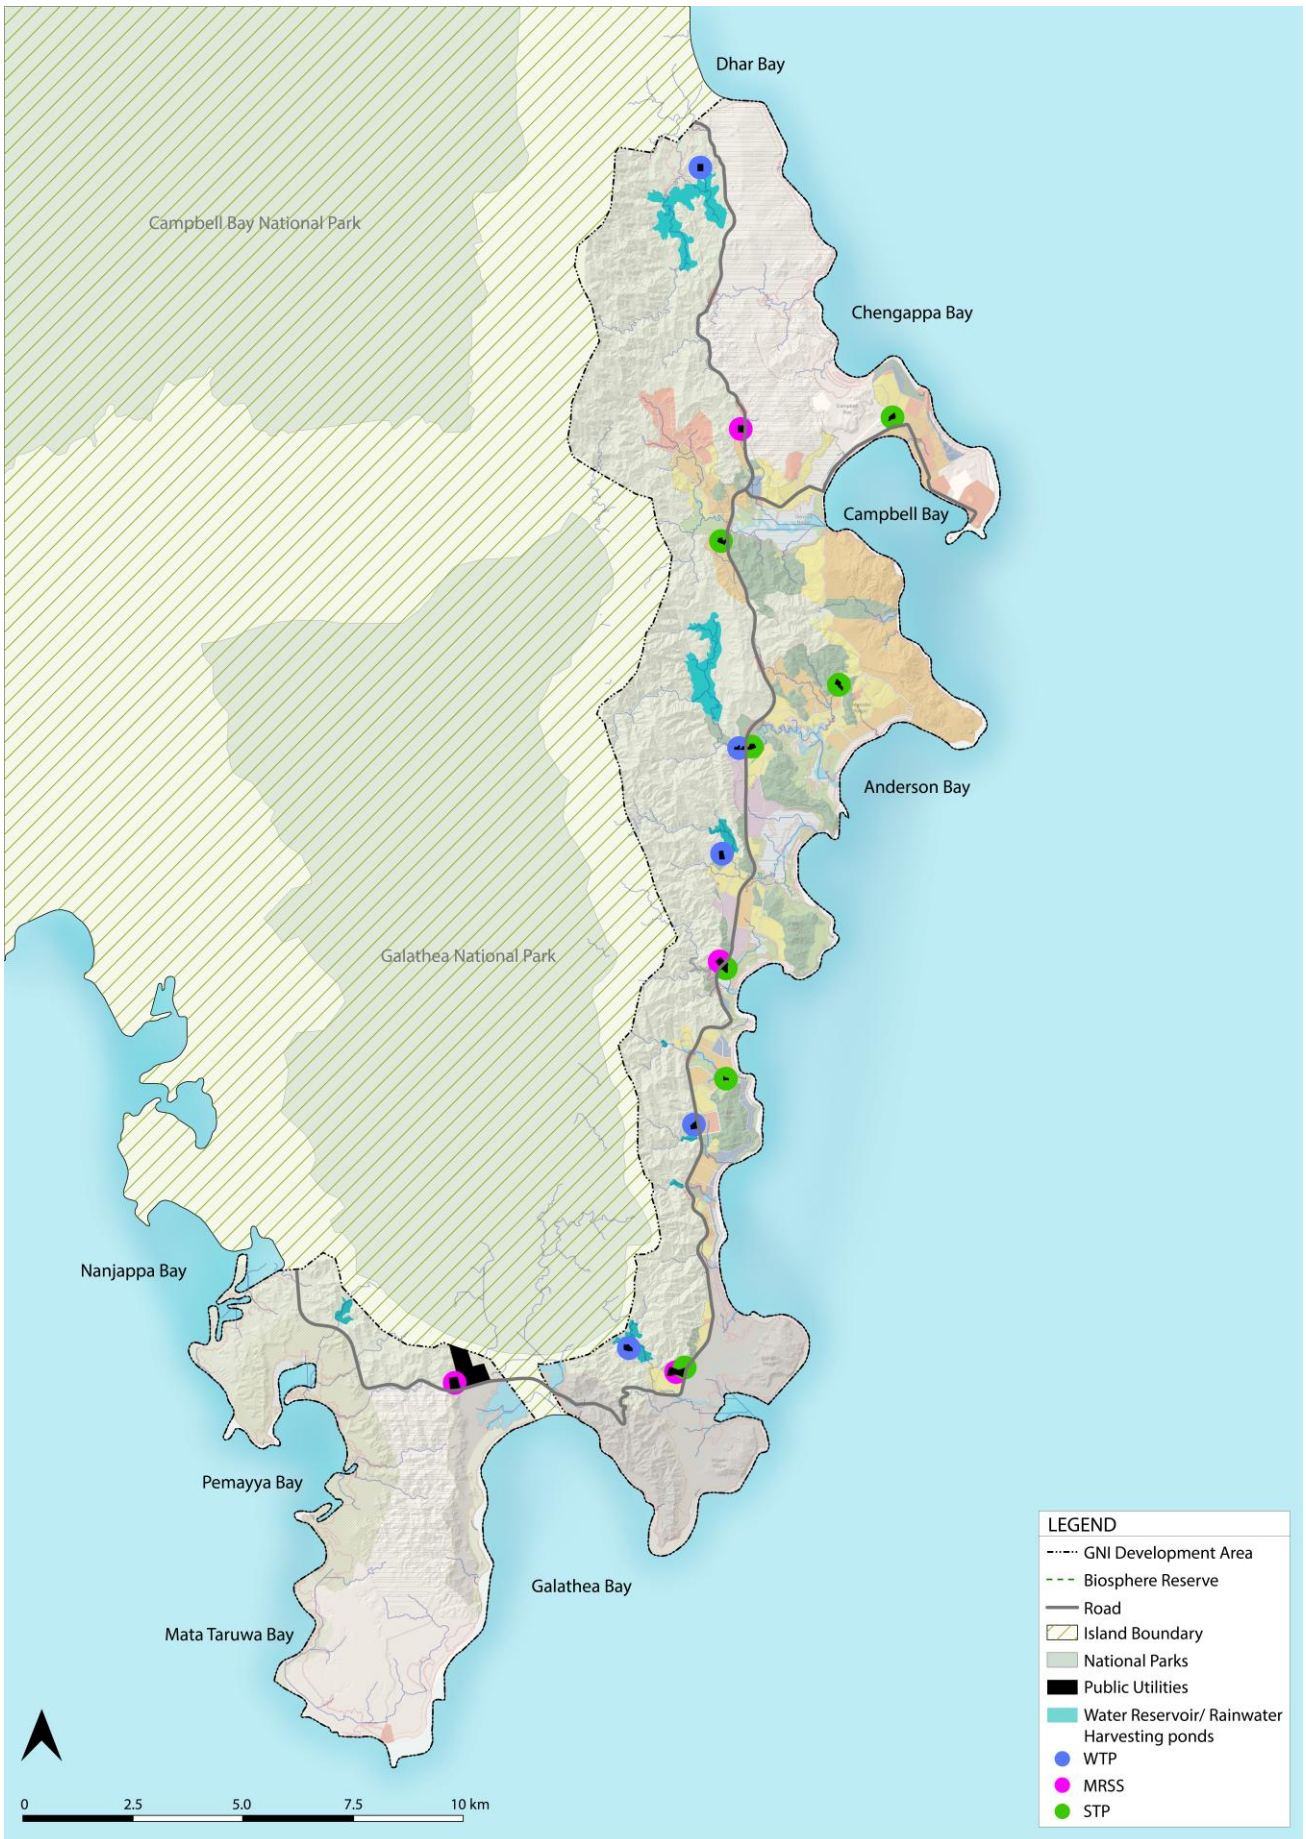 Dhar Bay
Campbell Bay National Park
Chengappa Bay
Campbell Bay
Anderson Bay
Galathea National Park
Nanjappa Bay
Pemayya Bay
Galathea Bay
Mata Taruwa Bay
LEGEND
GNI Development Area
Biosphere Reserve
Road
Island Boundary
National Parks
Public Utilities
Water Reservoir/ Rainwater
Harvesting ponds
WTP
MRSS
STP
0 2.5 5.0 7.5 10 km